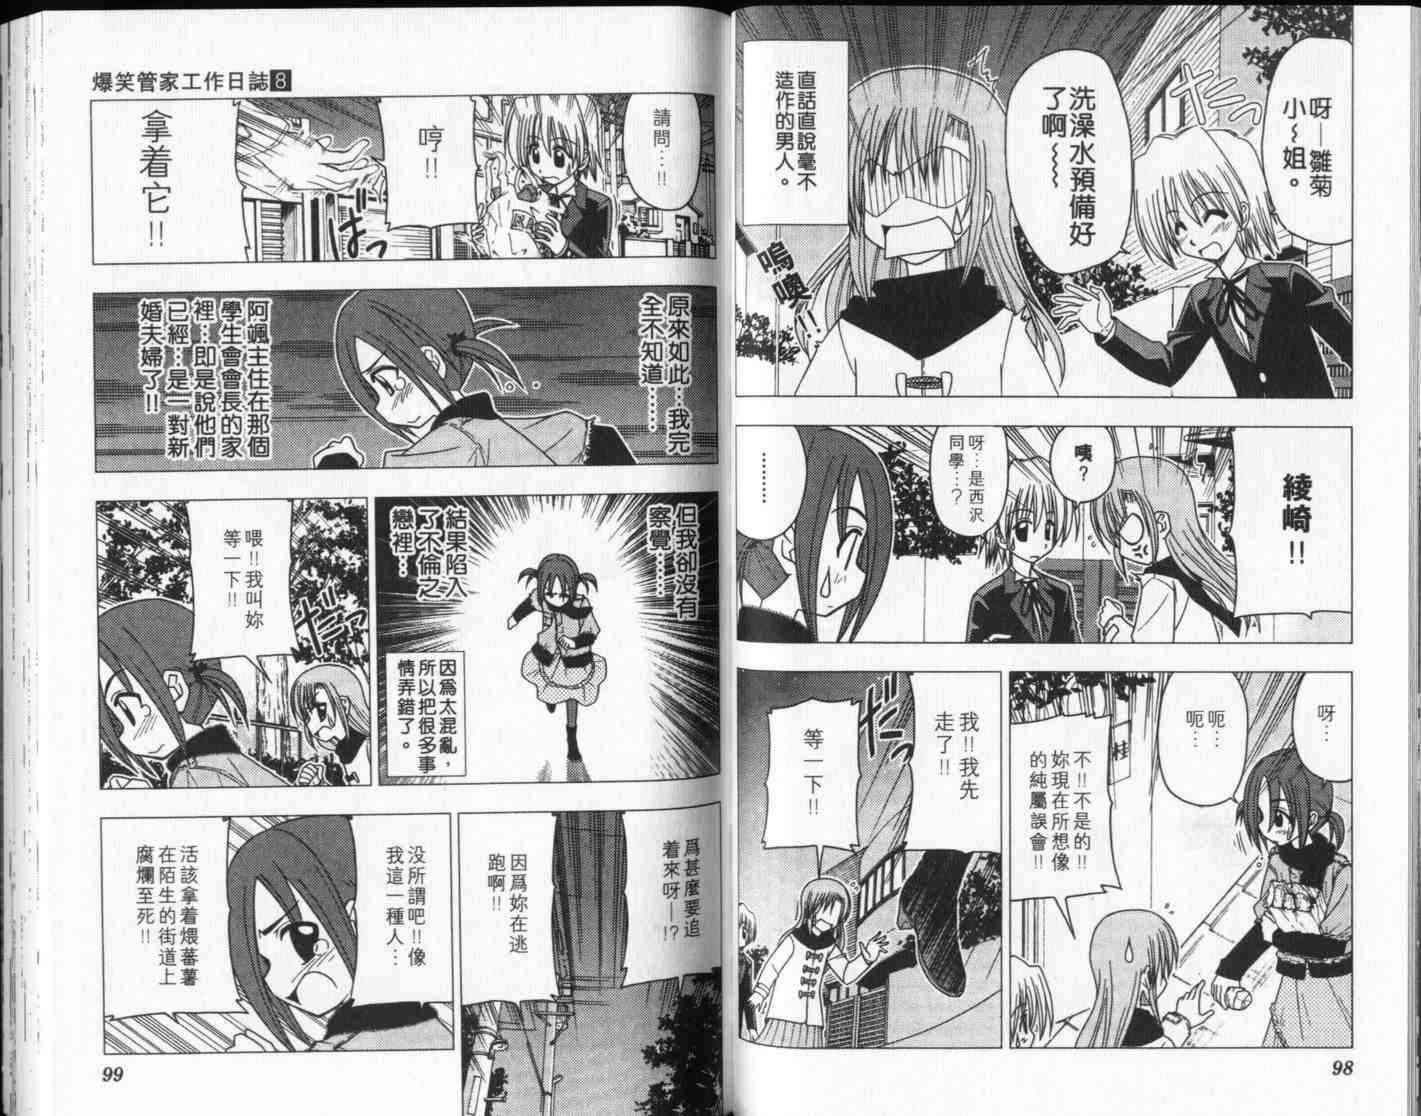 呀—雛菊
小～姐。
洗澡水預備好
了啊～～
直話直說毫不
造作的男人。
嗚噢!!
綾崎!!
咦?
呀…是西沢
同學…?
………
呀…
呃…
呃…
不!!不是的!!
妳現在所想像
的純屬誤會!!
桂
我!!我先
走了!!
等一下!!
98
爆笑管家工作日誌8
請問…!!
哼!!
拿着它!!
ばっ
原來如此…我完
全不知道……
阿颯主住在那個
學生會會長的家
裡…即是說他們
已經…是一對新
婚夫婦了!!
但我卻沒有
察覺……
結果陷入
了不倫之
戀裡…
因為太混亂，
所以把很多事
情弄錯了。
喂!!我叫妳
等一下!!
為甚麼要追
着來呀—!?
因為妳在逃
跑啊!!
没所謂吧!!像
我這一種人…
活該拿着煨蕃薯
在陌生的街道上
腐爛至死!!
99